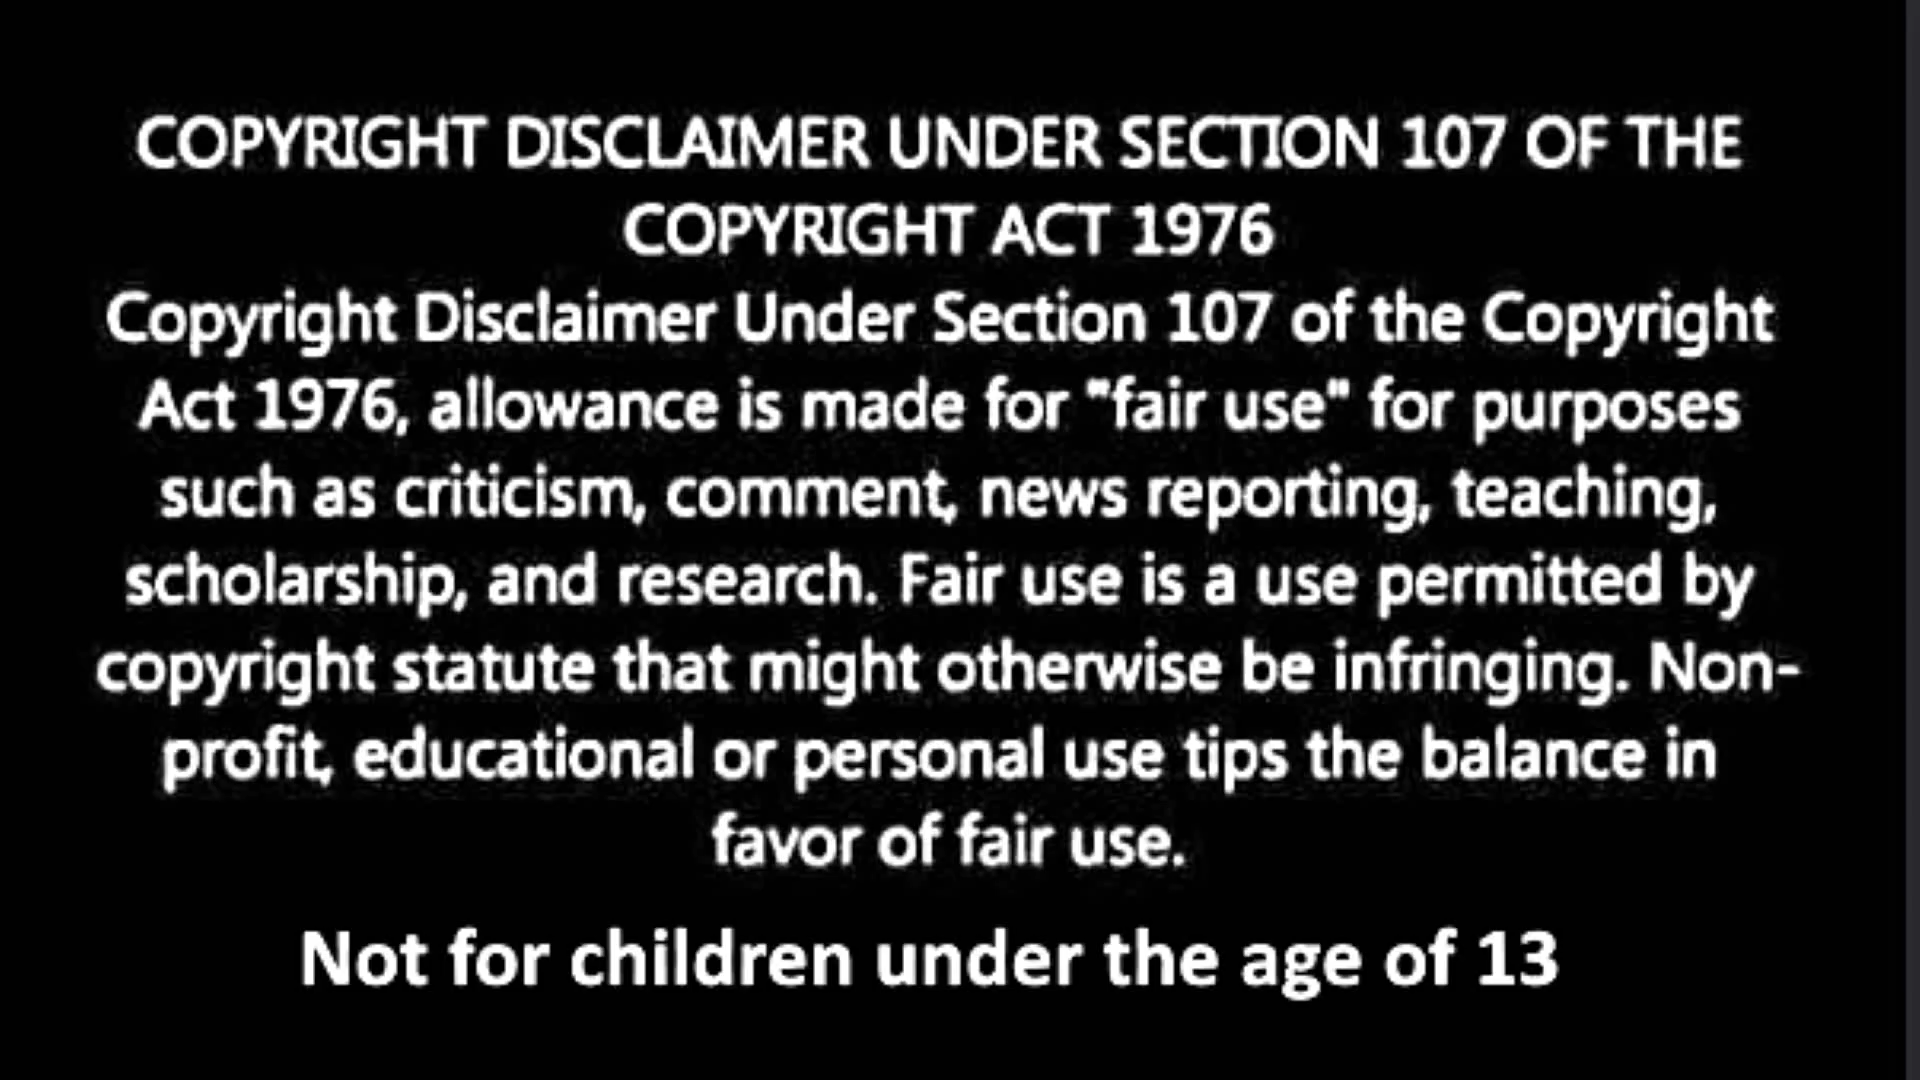 COPYRIGHT DISCLAIMER UNDER SECTION 107 OF THE
COPYRIGHT ACT 1976
Copyright Disclaimer Under Section 107 of the Copyright
Act 1976, allowance is made for "fair use" for purposes
such as criticism, comment, news reporting, teaching,
scholarship, and research. Fair use is a use permitted by
copyright statute that might otherwise be infringing. Non-
profit, educational or personal use tips the balance in
favor of fair use.
Not for children under the age of 13